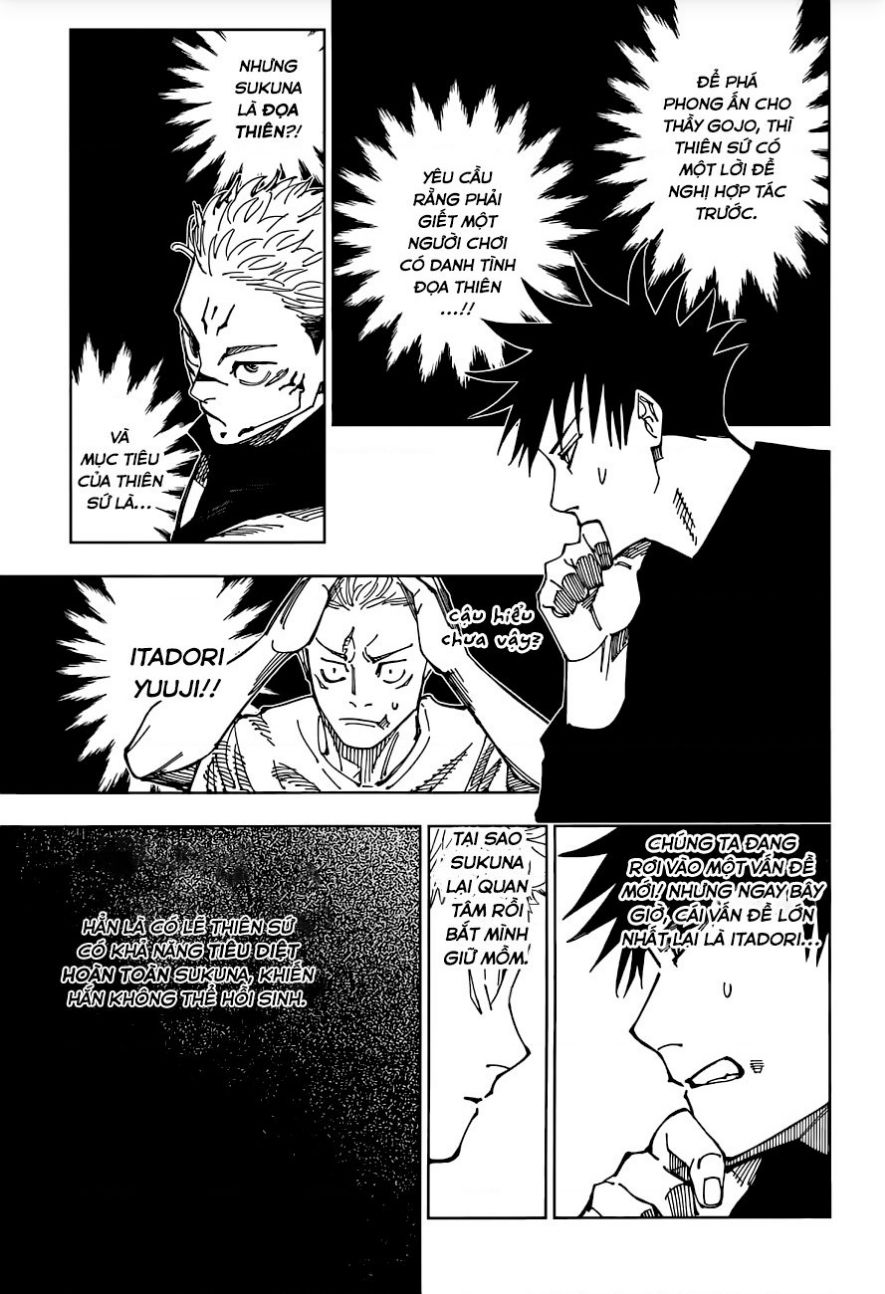 ĐỂ PHÁ
PHONG ẤN CHO
THẦY GOJO, THÌ
THIÊN SỨ CÓ
MỘT LỜI ĐỀ
NGHỊ HỢP TÁC
TRƯỚC.
YÊU CẦU
RẰNG PHẢI
GIẾT MỘT
NGƯỜI CHƠI
CÓ DANH TÍNH
ĐỌA THIÊN
...!!
NHƯNG
SUKUNA
LÀ ĐỌA
THIÊN?!
VÀ
MỤC TIÊU
CỦA THIÊN
SỨ LÀ...
cậu hiểu
chưa vậy?
ITADORI
YUUJI!!
CHÚNG TA ĐANG
RƠI VÀO MỘT VẤN ĐỀ
MỚI! NHƯNG NGAY BÂY
GIỜ, CÁI VẤN ĐỀ LỚN
NHẤT LẠI LÀ ITADORI...
TẠI SAO
SUKUNA
LẠI QUAN
TÂM RỒI
BẮT MÌNH
GIỮ MỒM.
HẲN LÀ CÓ LẼ THIÊN SỨ
CÓ KHẢ NĂNG TIÊU DIỆT
HOÀN TOÀN SUKUNA, KHIẾN
HẮN KHÔNG THỂ HỒI SINH.